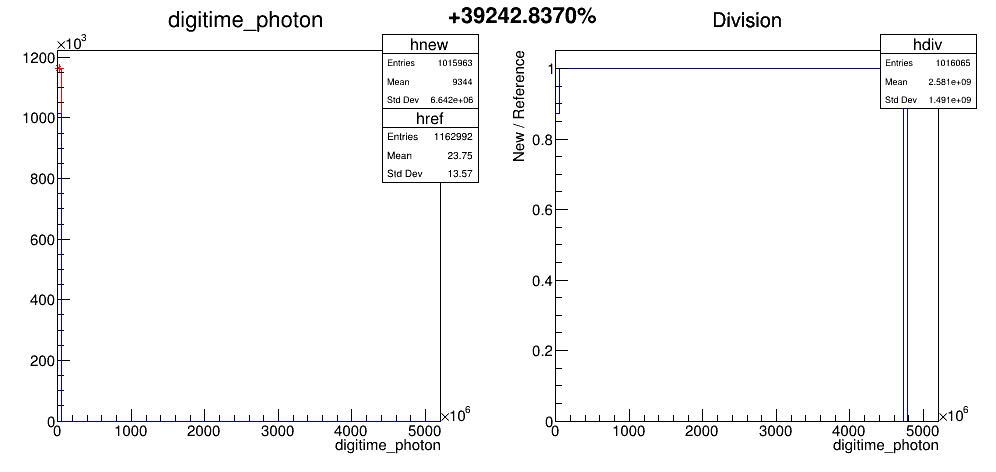 +39242.8370%
digitime_photon
×10³
hnew
Entries 1015963
Mean 9344
Std Dev 6.642e+06
href
Entries 1162992
Mean 23.75
Std Dev 13.57
1200
1000
800
600
400
200
0
0 1000 2000 3000 4000 5000
×10⁶
digitime_photon
Division
hdiv
Entries 1016065
Mean 2.581e+09
Std Dev 1.491e+09
New / Reference
1
0.8
0.6
0.4
0.2
0
0 1000 2000 3000 4000 5000
×10⁶
digitime_photon